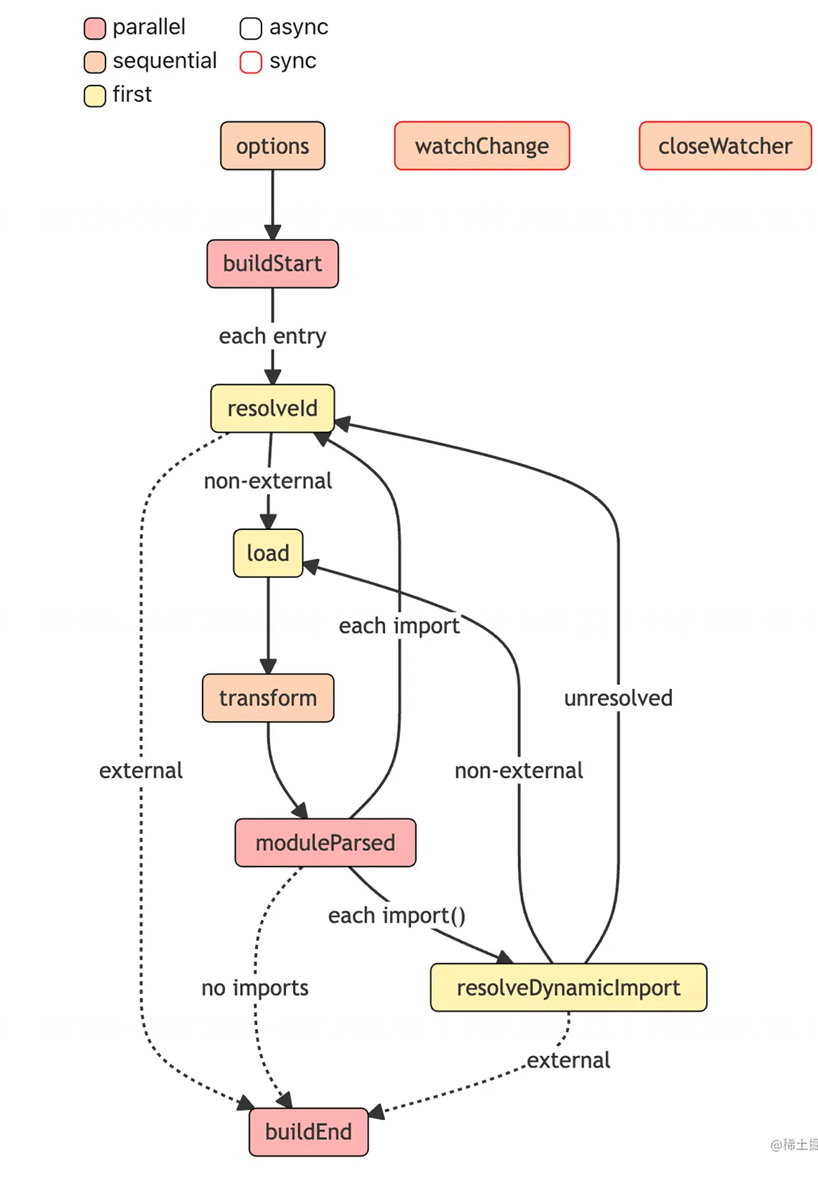 parallel
async
sequential
sync
first
options
watchChange
closeWatcher
buildStart
each entry
resolveId
non-external
load
each import
transform
unresolved
external
non-external
moduleParsed
each import()
no imports
resolveDynamicImport
external
buildEnd
@稀土掘